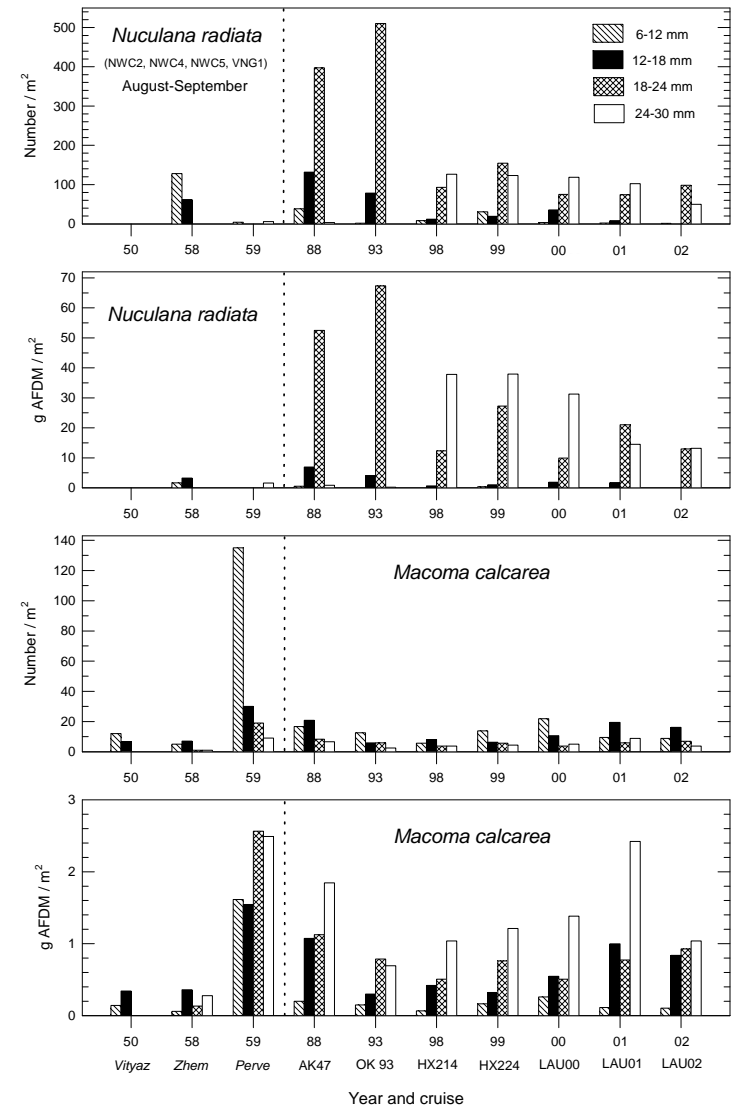 Nuculana radiata
(NWC2, NWC4, NWC5, VNG1)
August-September
6-12 mm
12-18 mm
18-24 mm
24-30 mm
Number / m²
500
400
300
200
100
0
50 58 59 88 93 98 99 00 01 02
Nuculana radiata
g AFDM / m²
70
60
50
40
30
20
10
0
50 58 59 88 93 98 99 00 01 02
Macoma calcarea
Number / m²
140
120
100
80
60
40
20
0
50 58 59 88 93 98 99 00 01 02
Macoma calcarea
g AFDM / m²
3
2
1
0
50 58 59 88 93 98 99 00 01 02
Vityaz Zhem Perve AK47 OK 93 HX214 HX224 LAU00 LAU01 LAU02
Year and cruise